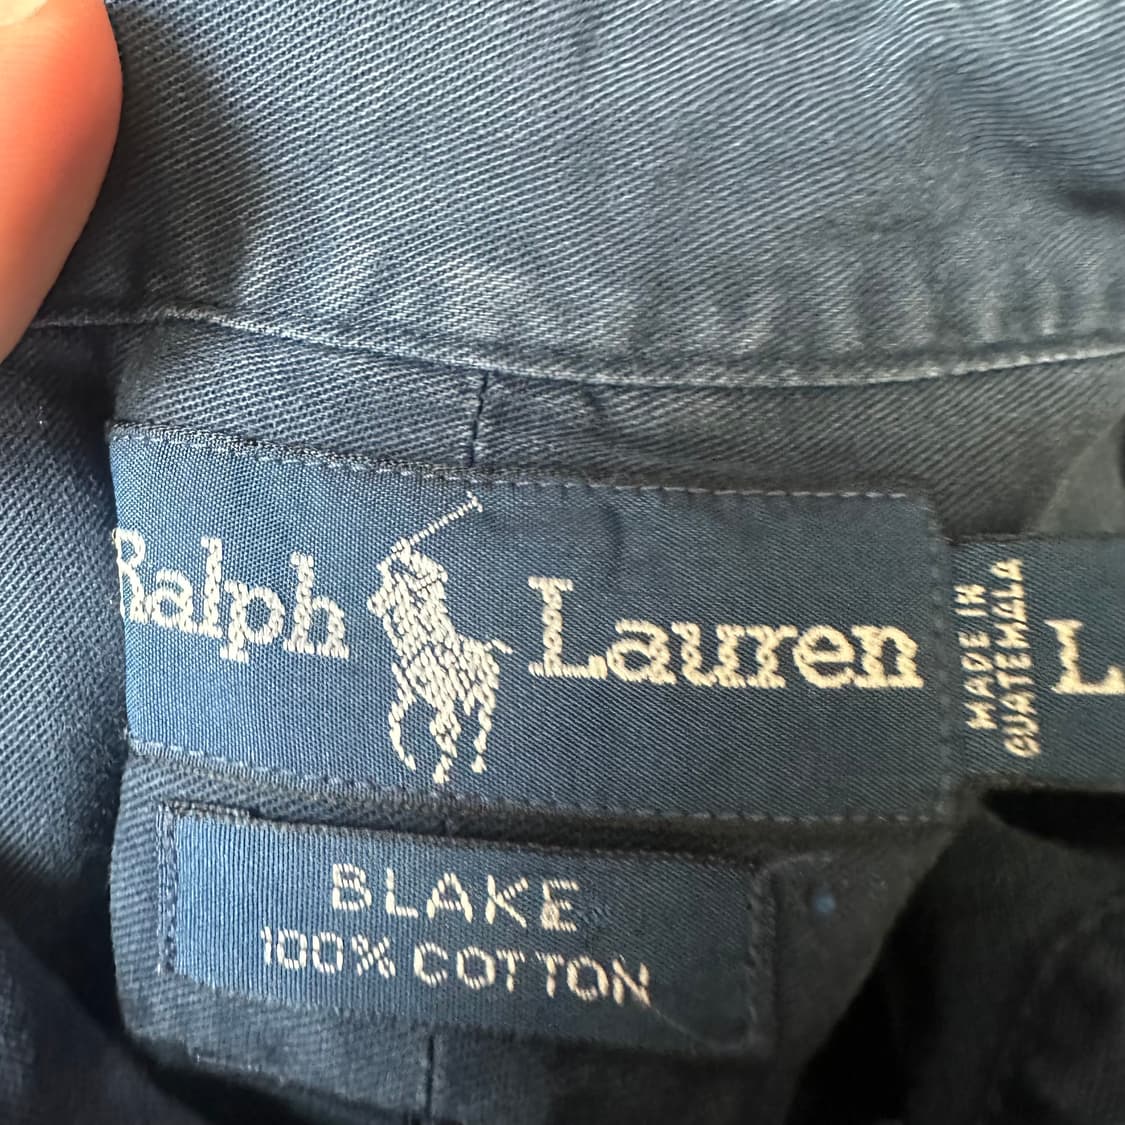 Ralph Lauren
MADE IN
GUATEMALA
L
BLAKE
100% COTTON